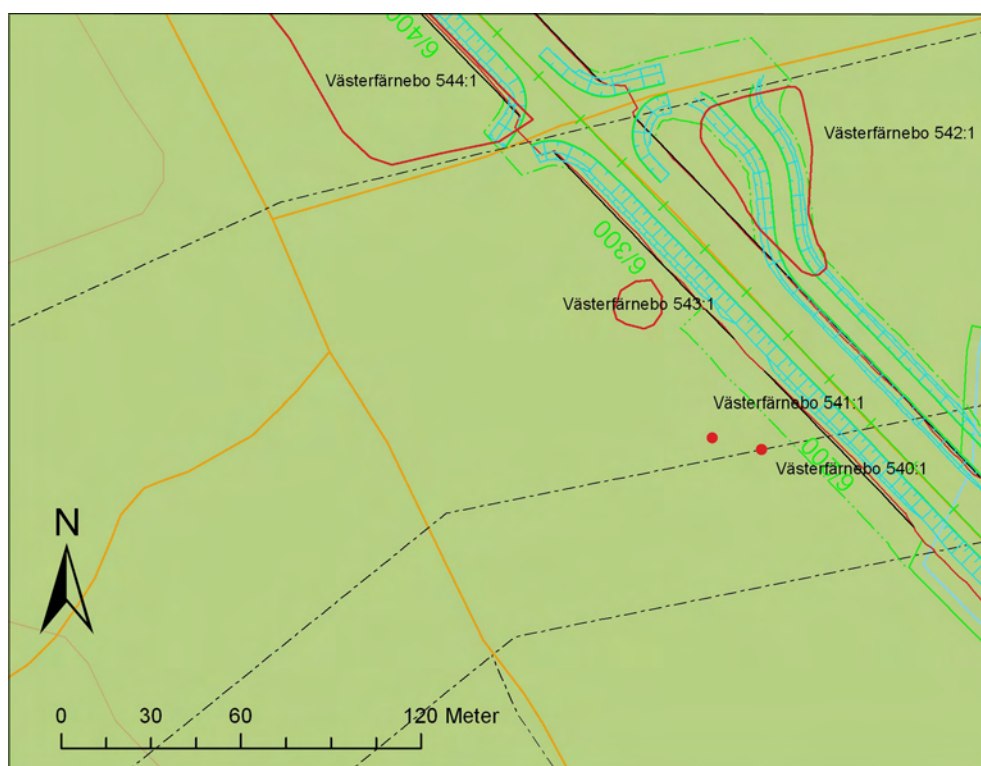 6/400
Västerfärnebo 544:1
Västerfärnebo 542:1
6/300
Västerfärnebo 543:1
Västerfärnebo 541:1
Västerfärnebo 540:1
6/200
N
0 30 60 120 Meter